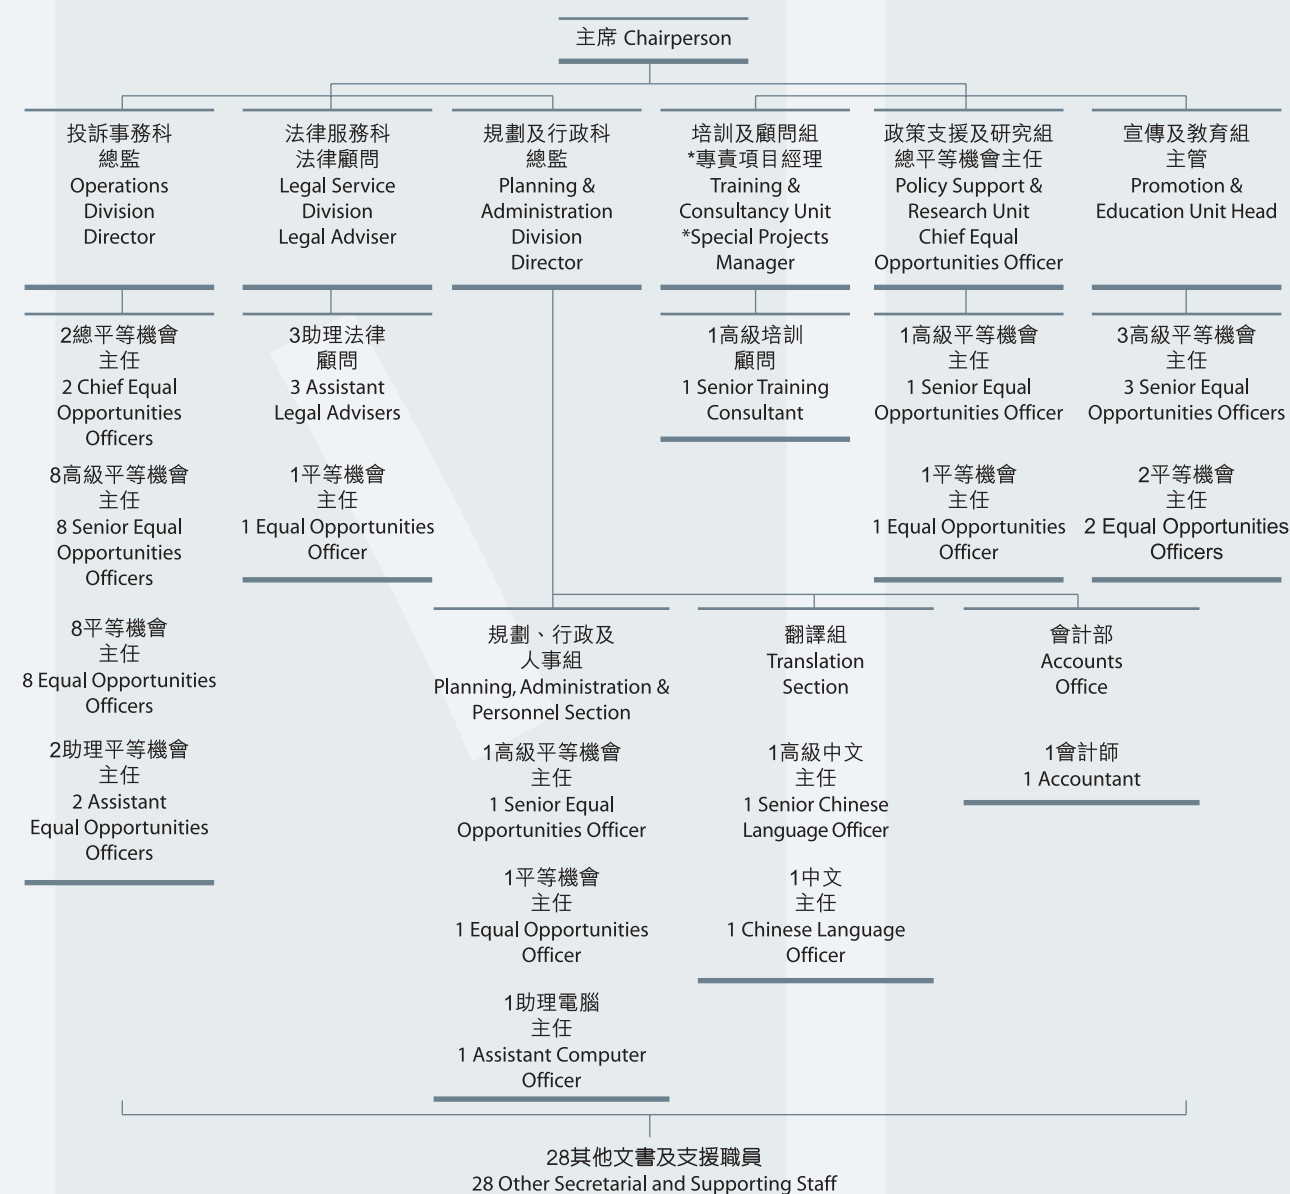 主席 Chairperson
投訴事務科
總監
Operations
Division
Director
法律服務科
法律顧問
Legal Service
Division
Legal Adviser
規劃及行政科
總監
Planning &
Administration
Division
Director
培訓及顧問組
*專責項目經理
Training &
Consultancy Unit
*Special Projects
Manager
政策支援及研究組
總平等機會主任
Policy Support &
Research Unit
Chief Equal
Opportunities Officer
宣傳及教育組
主管
Promotion &
Education Unit Head
2總平等機會
主任
2 Chief Equal
Opportunities
Officers
8高級平等機會
主任
8 Senior Equal
Opportunities
Officers
8平等機會
主任
8 Equal Opportunities
Officers
2助理平等機會
主任
2 Assistant
Equal Opportunities
Officers
3助理法律
顧問
3 Assistant
Legal Advisers
1平等機會
主任
1 Equal Opportunities
Officer
1高級培訓
顧問
1 Senior Training
Consultant
1高級平等機會
主任
1 Senior Equal
Opportunities Officer
1平等機會
主任
1 Equal Opportunities
Officer
3高級平等機會
主任
3 Senior Equal
Opportunities Officers
2平等機會
主任
2 Equal Opportunities
Officers
規劃、行政及
人事組
Planning, Administration &
Personnel Section
1高級平等機會
主任
1 Senior Equal
Opportunities Officer
1平等機會
主任
1 Equal Opportunities
Officer
1助理電腦
主任
1 Assistant Computer
Officer
翻譯組
Translation
Section
1高級中文
主任
1 Senior Chinese
Language Officer
1中文
主任
1 Chinese Language
Officer
會計部
Accounts
Office
1會計師
1 Accountant
28其他文書及支援職員
28 Other Secretarial and Supporting Staff